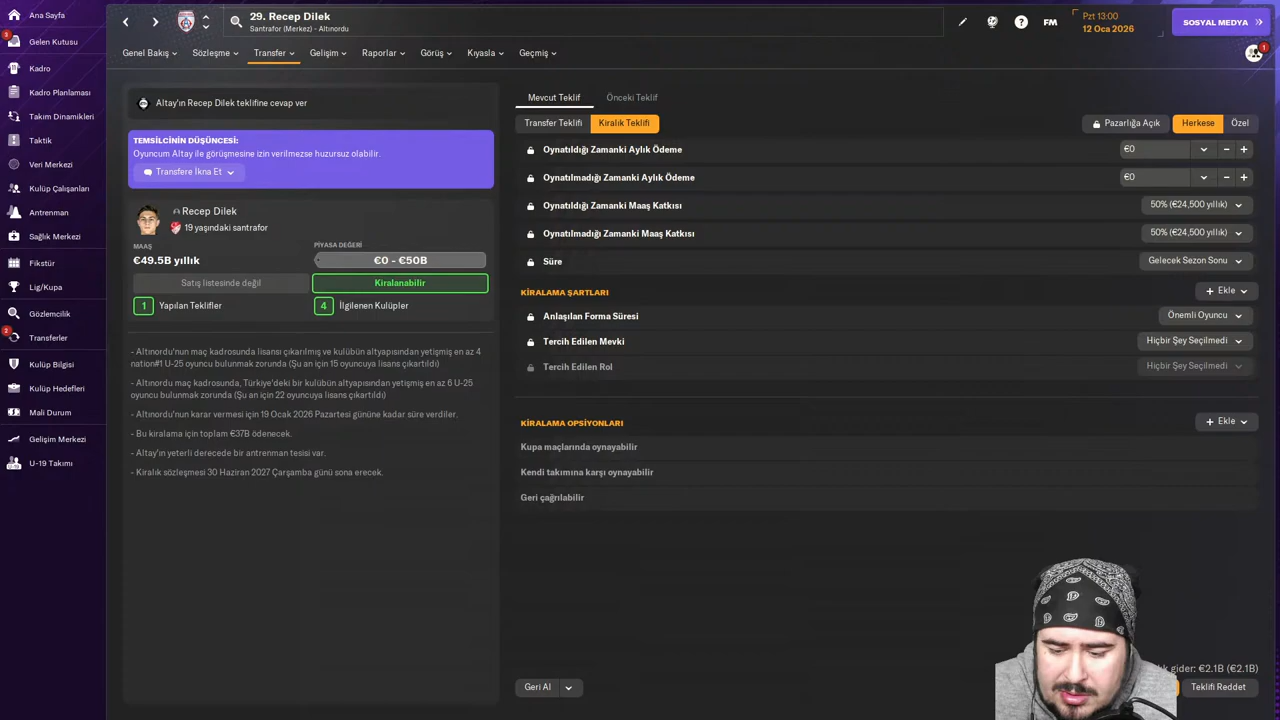 Ana Sayfa
3
Gelen Kutusu
Kadro
Kadro Planlaması
Takım Dinamikleri
Taktik
Veri Merkezi
Kulüp Çalışanları
Antrenman
Sağlık Merkezi
Fikstür
Lig/Kupa
Gözlemcilik
2
Transferler
Kulüp Bilgisi
Kulüp Hedefleri
Mali Durum
Gelişim Merkezi
U-19 Takımı
29. Recep Dilek
Santrafor (Merkez) - Altınordu
FM
Pzt 13:00
12 Oca 2026
SOSYAL MEDYA
1
Genel Bakış
Sözleşme
Transfer
Gelişim
Raporlar
Görüş
Kıyasla
Geçmiş
Altay'ın Recep Dilek teklifine cevap ver
TEMSİLCİNİN DÜŞÜNCESİ:
Oyuncum Altay ile görüşmesine izin verilmezse huzursuz olabilir.
Transfere İkna Et
Recep Dilek
19 yaşındaki santrafor
MAAŞ
€49.5B yıllık
PİYASA DEĞERİ
€0 - €50B
Satış listesinde değil
Kiralanabilir
1 Yapılan Teklifler
4 İlgilenen Kulüpler
- Altınordu'nun maç kadrosunda lisansı çıkarılmış ve kulübün altyapısından yetişmiş en az 4
nation#1 U-25 oyuncu bulunmak zorunda (Şu an için 15 oyuncuya lisans çıkartıldı)
- Altınordu maç kadrosunda, Türkiye'deki bir kulübün altyapısından yetişmiş en az 6 U-25
oyuncu bulunmak zorunda (Şu an için 22 oyuncuya lisans çıkartıldı)
- Altınordu'nun karar vermesi için 19 Ocak 2026 Pazartesi gününe kadar süre verdiler.
- Bu kiralama için toplam €37B ödenecek.
- Altay'ın yeterli derecede bir antrenman tesisi var.
- Kiralık sözleşmesi 30 Haziran 2027 Çarşamba günü sona erecek.
Mevcut Teklif
Önceki Teklif
Transfer Teklifi
Kiralık Teklifi
Pazarlığa Açık
Herkese
Özel
Oynatıldığı Zamanki Aylık Ödeme
€0
Oynatılmadığı Zamanki Aylık Ödeme
€0
Oynatıldığı Zamanki Maaş Katkısı
50% (€24,500 yıllık)
Oynatılmadığı Zamanki Maaş Katkısı
50% (€24,500 yıllık)
Süre
Gelecek Sezon Sonu
KİRALAMA ŞARTLARI
+ Ekle
Anlaşılan Forma Süresi
Önemli Oyuncu
Tercih Edilen Mevki
Hiçbir Şey Seçilmedi
Tercih Edilen Rol
Hiçbir Şey Seçilmedi
KİRALAMA OPSİYONLARI
+ Ekle
Kupa maçlarında oynayabilir
Kendi takımına karşı oynayabilir
Geri çağrılabilir
gider: €2.1B (€2.1B)
Geri Al
Teklifi Reddet